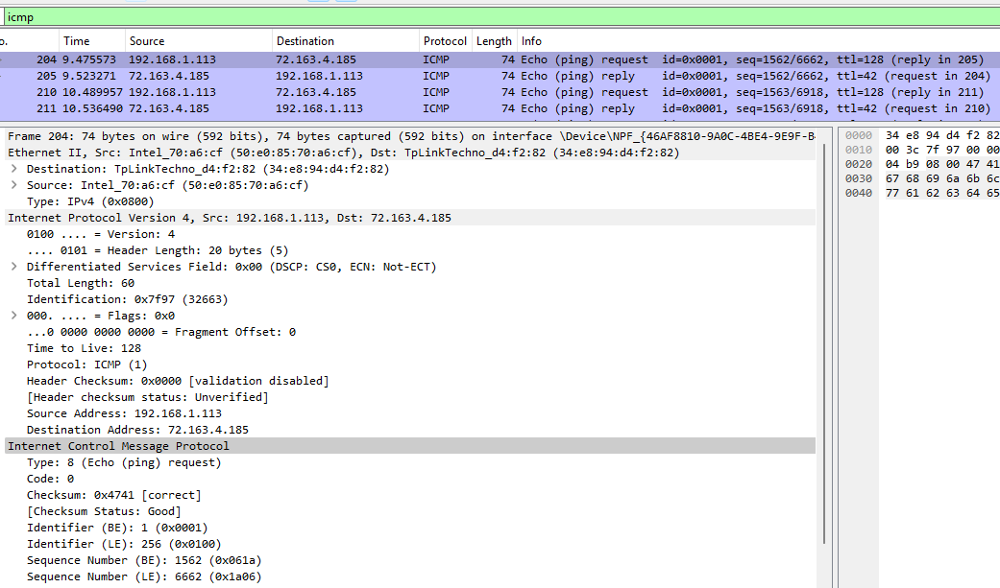 icmp
o. Time Source Destination Protocol Length Info
204 9.475573 192.168.1.113 72.163.4.185 ICMP 74 Echo (ping) request id=0x0001, seq=1562/6662, ttl=128 (reply in 205)
205 9.523271 72.163.4.185 192.168.1.113 ICMP 74 Echo (ping) reply id=0x0001, seq=1562/6662, ttl=42 (request in 204)
210 10.489957 192.168.1.113 72.163.4.185 ICMP 74 Echo (ping) request id=0x0001, seq=1563/6918, ttl=128 (reply in 211)
211 10.536490 72.163.4.185 192.168.1.113 ICMP 74 Echo (ping) reply id=0x0001, seq=1563/6918, ttl=42 (request in 210)
Frame 204: 74 bytes on wire (592 bits), 74 bytes captured (592 bits) on interface \Device\NPF_{46AF8810-9A0C-4BE4-9E9F-B4
Ethernet II, Src: Intel_70:a6:cf (50:e0:85:70:a6:cf), Dst: TpLinkTechno_d4:f2:82 (34:e8:94:d4:f2:82)
Destination: TpLinkTechno_d4:f2:82 (34:e8:94:d4:f2:82)
Source: Intel_70:a6:cf (50:e0:85:70:a6:cf)
Type: IPv4 (0x0800)
Internet Protocol Version 4, Src: 192.168.1.113, Dst: 72.163.4.185
0100 .... = Version: 4
.... 0101 = Header Length: 20 bytes (5)
Differentiated Services Field: 0x00 (DSCP: CS0, ECN: Not-ECT)
Total Length: 60
Identification: 0x7f97 (32663)
000. .... = Flags: 0x0
...0 0000 0000 0000 = Fragment Offset: 0
Time to Live: 128
Protocol: ICMP (1)
Header Checksum: 0x0000 [validation disabled]
[Header checksum status: Unverified]
Source Address: 192.168.1.113
Destination Address: 72.163.4.185
Internet Control Message Protocol
Type: 8 (Echo (ping) request)
Code: 0
Checksum: 0x4741 [correct]
[Checksum Status: Good]
Identifier (BE): 1 (0x0001)
Identifier (LE): 256 (0x0100)
Sequence Number (BE): 1562 (0x061a)
Sequence Number (LE): 6662 (0x1a06)
0000 34 e8 94 d4 f2 82
0010 00 3c 7f 97 00 00
0020 04 b9 08 00 47 41
0030 67 68 69 6a 6b 6c
0040 77 61 62 63 64 65